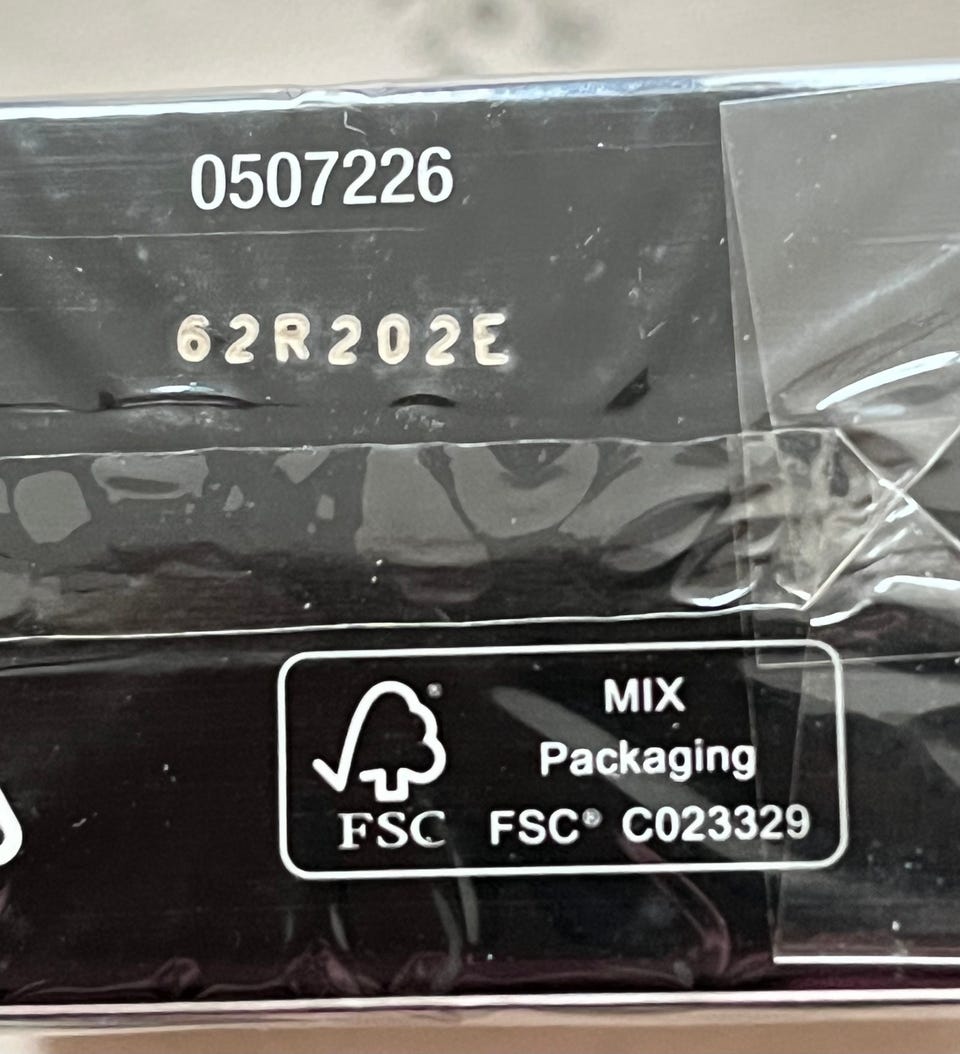 0507226
62R202E
MIX
Packaging
FSC
FSC® C023329